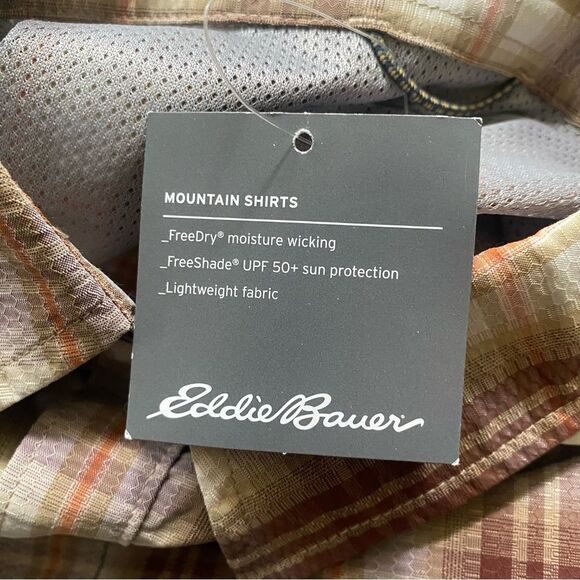 MOUNTAIN SHIRTS
_FreeDry® moisture wicking
_FreeShade® UPF 50+ sun protection
_Lightweight fabric
Eddie Bauer